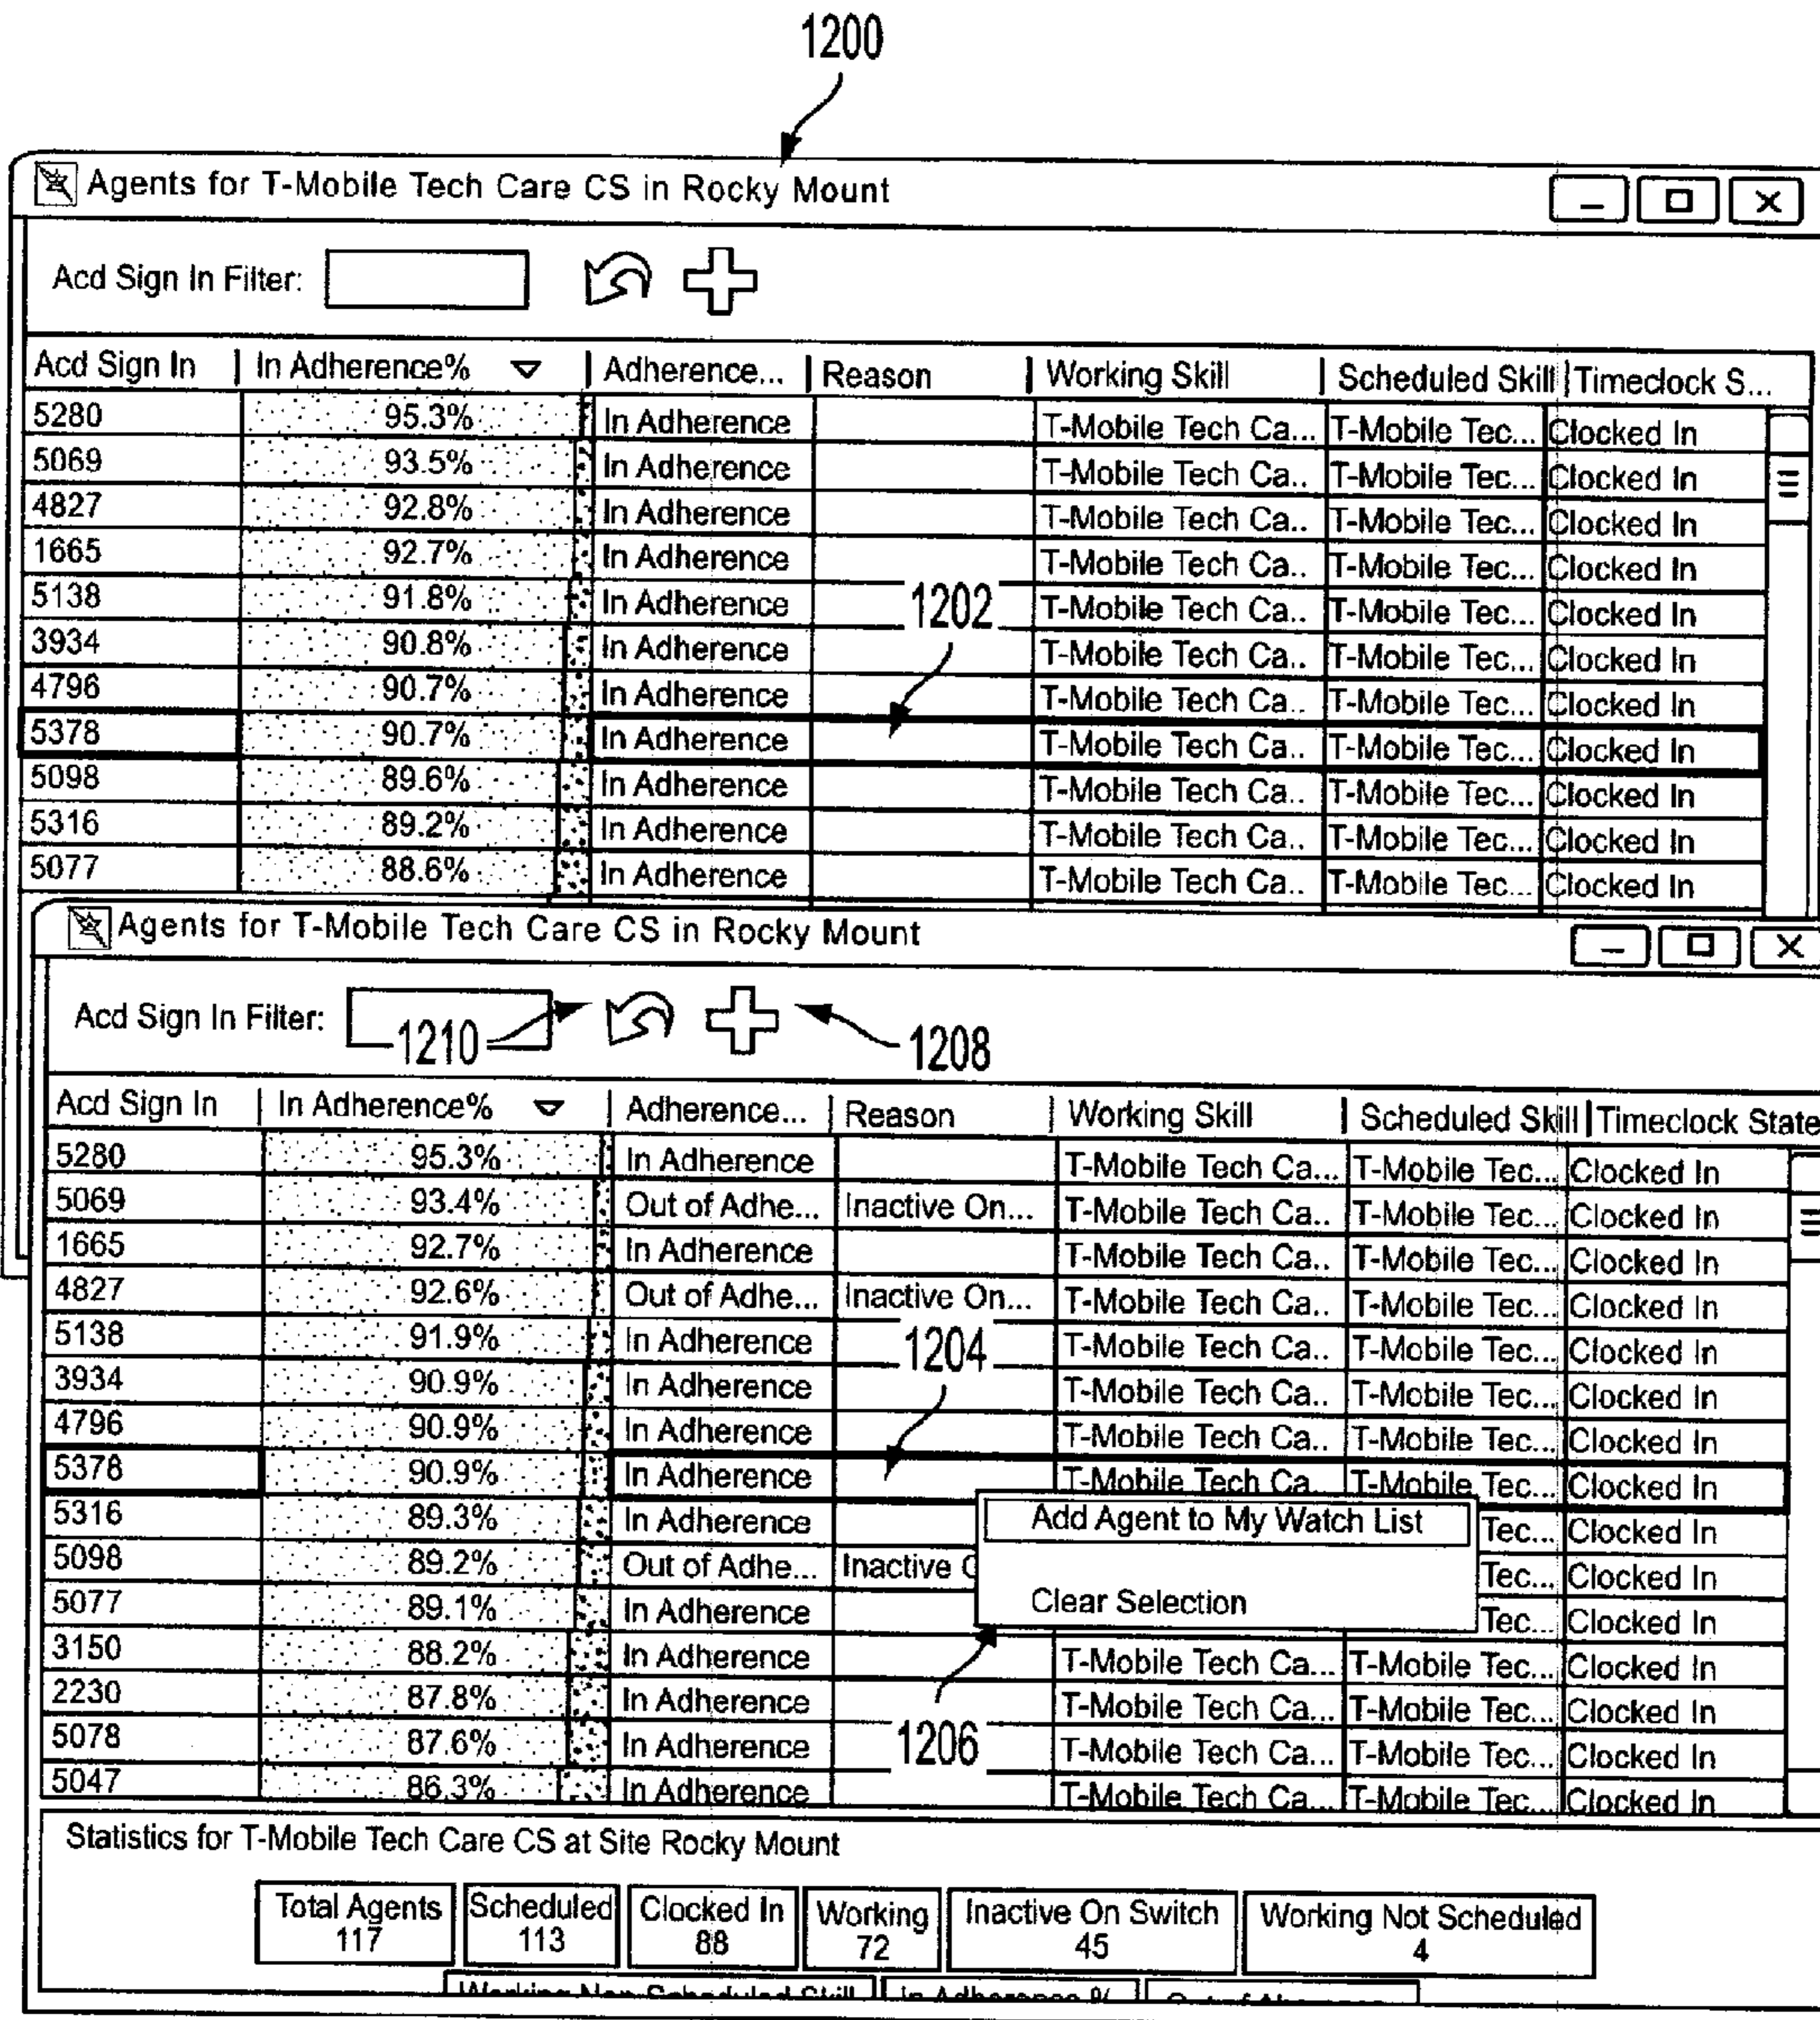 1200
Agents for T-Mobile Tech Care CS in Rocky Mount
Acd Sign In Filter:
Acd Sign In | In Adherence% | Adherence... | Reason | Working Skill | Scheduled Skill | Timeclock S...
5280 95.3% In Adherence T-Mobile Tech Ca... T-Mobile Tec... Clocked In
5069 93.5% In Adherence T-Mobile Tech Ca.. T-Mobile Tec... Clocked In
4827 92.8% In Adherence T-Mobile Tech Ca.. T-Mobile Tec... Clocked In
1665 92.7% In Adherence T-Mobile Tech Ca.. T-Mobile Tec... Clocked In
5138 91.8% In Adherence 1202 T-Mobile Tech Ca.. T-Mobile Tec... Clocked In
3934 90.8% In Adherence T-Mobile Tech Ca.. T-Mobile Tec... Clocked In
4796 90.7% In Adherence T-Mobile Tech Ca.. T-Mobile Tec... Clocked In
5378 90.7% In Adherence T-Mobile Tech Ca.. T-Mobile Tec... Clocked In
5098 89.6% In Adherence T-Mobile Tech Ca.. T-Mobile Tec... Clocked In
5316 89.2% In Adherence T-Mobile Tech Ca.. T-Mobile Tec... Clocked In
5077 88.6% In Adherence T-Mobile Tech Ca.. T-Mobile Tec... Clocked In
Agents for T-Mobile Tech Care CS in Rocky Mount
Acd Sign In Filter: 1210 1208
Acd Sign In | In Adherence% | Adherence... | Reason | Working Skill | Scheduled Skill | Timeclock State
5280 95.3% In Adherence T-Mobile Tech Ca... T-Mobile Tec... Clocked In
5069 93.4% Out of Adhe... Inactive On... T-Mobile Tech Ca.. T-Mobile Tec... Clocked In
1665 92.7% In Adherence T-Mobile Tech Ca.. T-Mobile Tec... Clocked In
4827 92.6% Out of Adhe... Inactive On... T-Mobile Tech Ca.. T-Mobile Tec... Clocked In
5138 91.9% In Adherence 1204 T-Mobile Tech Ca.. T-Mobile Tec... Clocked In
3934 90.9% In Adherence T-Mobile Tech Ca.. T-Mobile Tec... Clocked In
4796 90.9% In Adherence T-Mobile Tech Ca.. T-Mobile Tec... Clocked In
5378 90.9% In Adherence T-Mobile Tech Ca T-Mobile Tec... Clocked In
5316 89.3% In Adherence Add Agent to My Watch List Tec... Clocked In
5098 89.2% Out of Adhe... Inactive Tec... Clocked In
5077 89.1% In Adherence Clear Selection Tec... Clocked In
3150 88.2% In Adherence T-Mobile Tech Ca... T-Mobile Tec... Clocked In
2230 87.8% In Adherence T-Mobile Tech Ca... T-Mobile Tec... Clocked In
5078 87.6% In Adherence 1206 T-Mobile Tech Ca... T-Mobile Tec... Clocked In
5047 86.3% In Adherence T-Mobile Tech Ca... T-Mobile Tec... Clocked In
Statistics for T-Mobile Tech Care CS at Site Rocky Mount
Total Agents Scheduled Clocked In Working Inactive On Switch Working Not Scheduled
117 113 88 72 45 4
Working Non Scheduled Skill In Adherence %